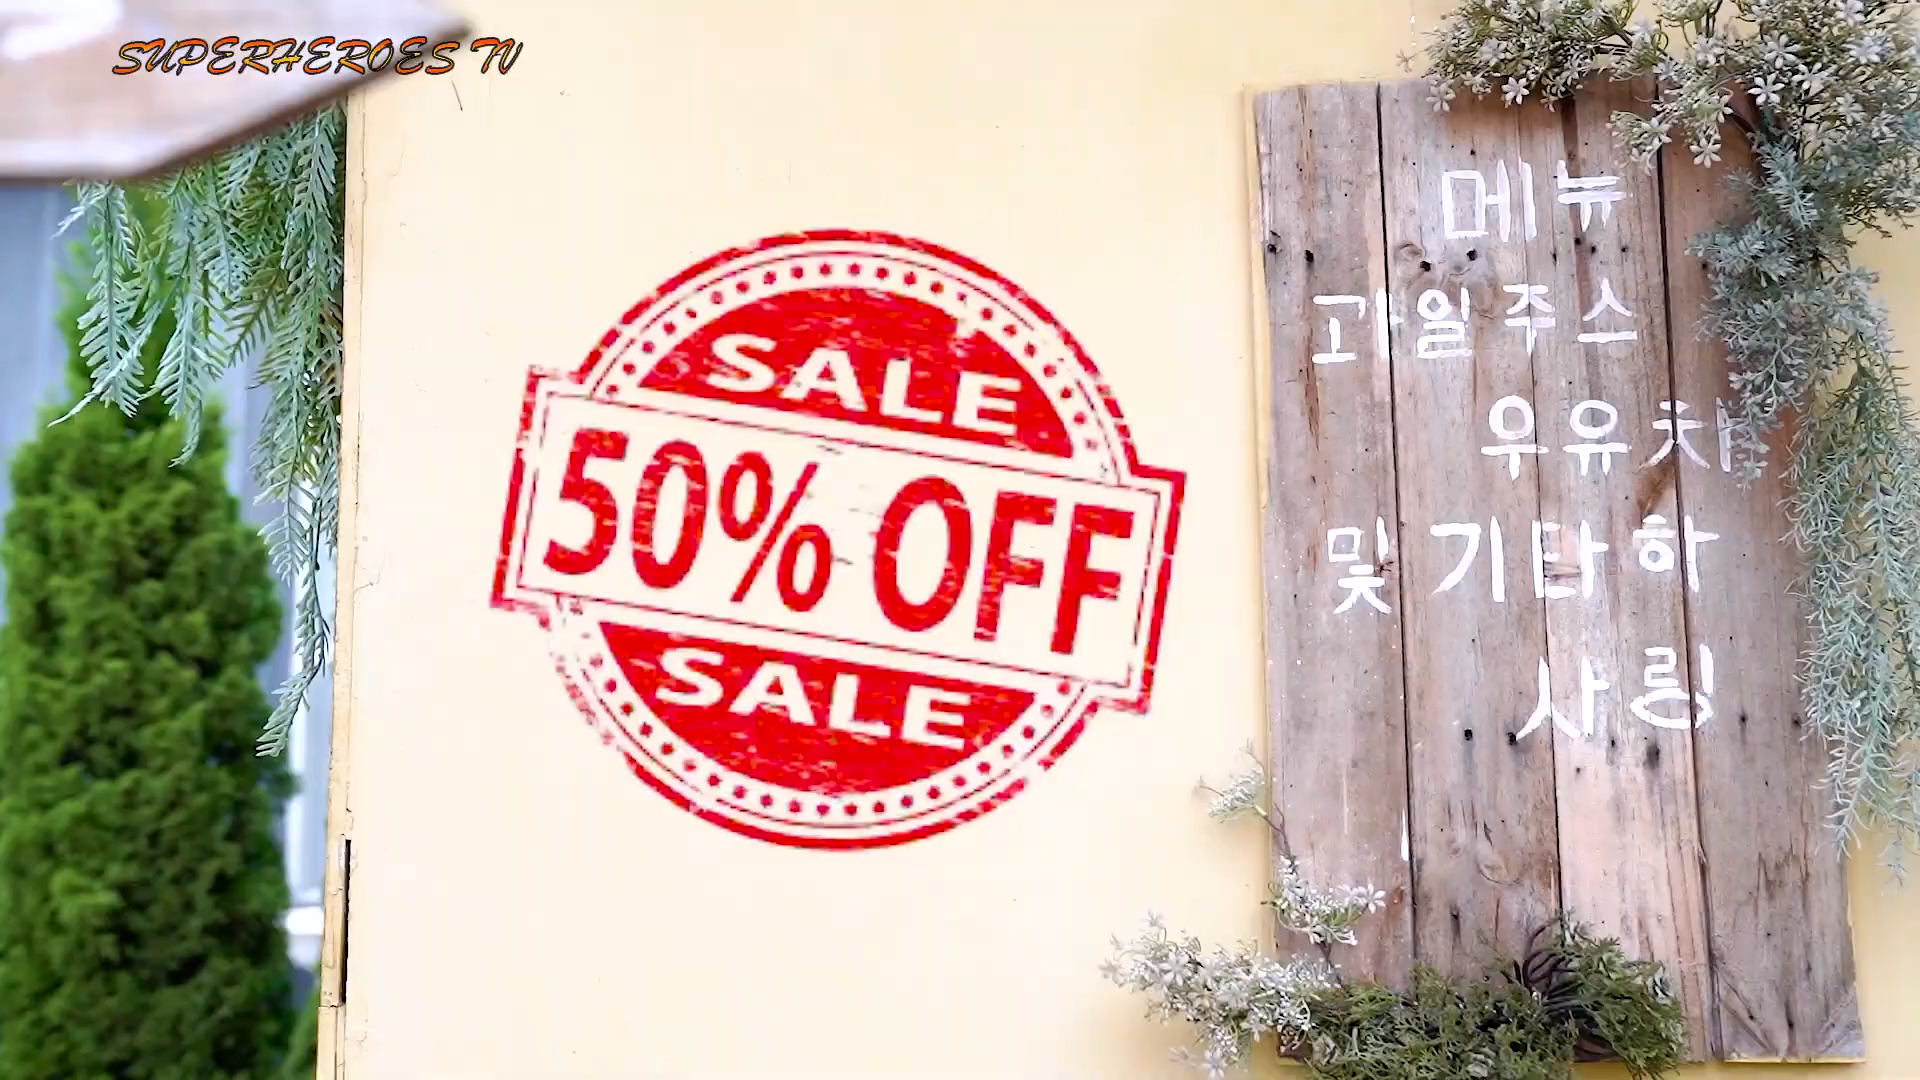 SUPERHEROES TV
SALE
50% OFF
SALE
메뉴
과일주스
우유차
및 기타하
사링